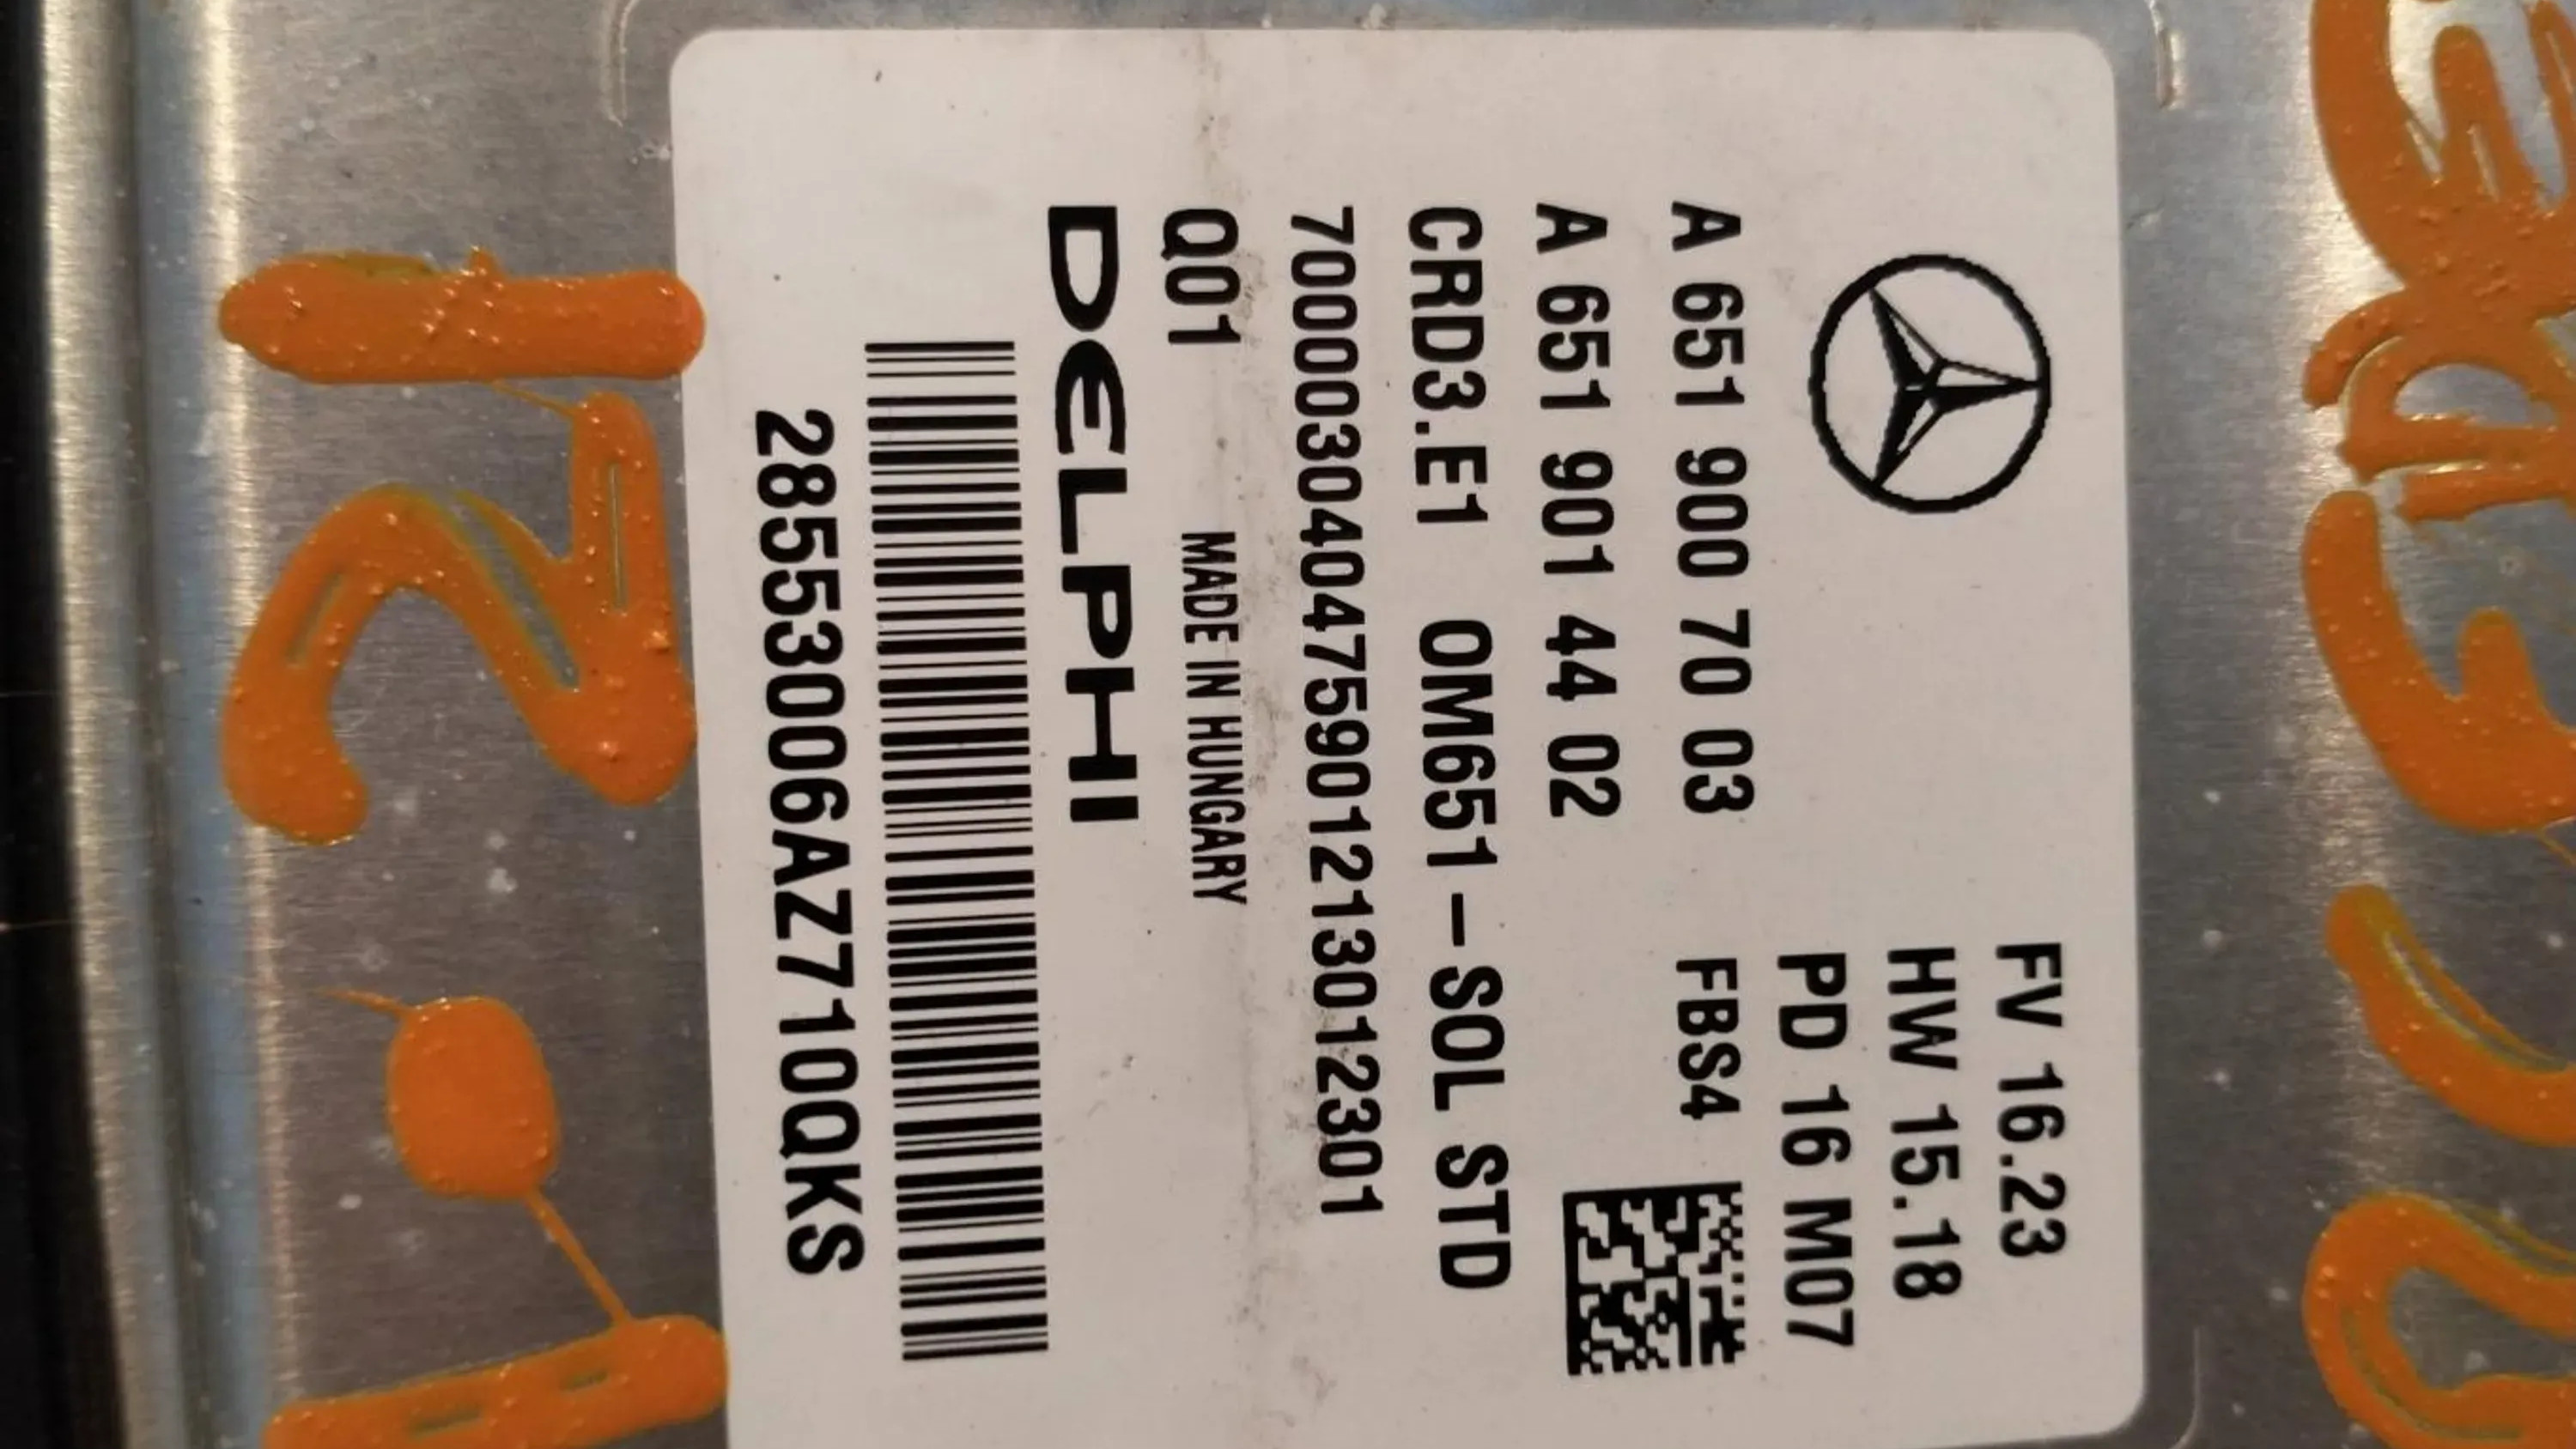 FV 16.23
HW 15.18
PD 16 M07
A 651 900 70 03 FBS4
A 651 901 44 02
CRD3.E1 OM651-SOL STD
700003040475901213012301
Q01 MADE IN HUNGARY
DELPHI
28553006AZ710QKS